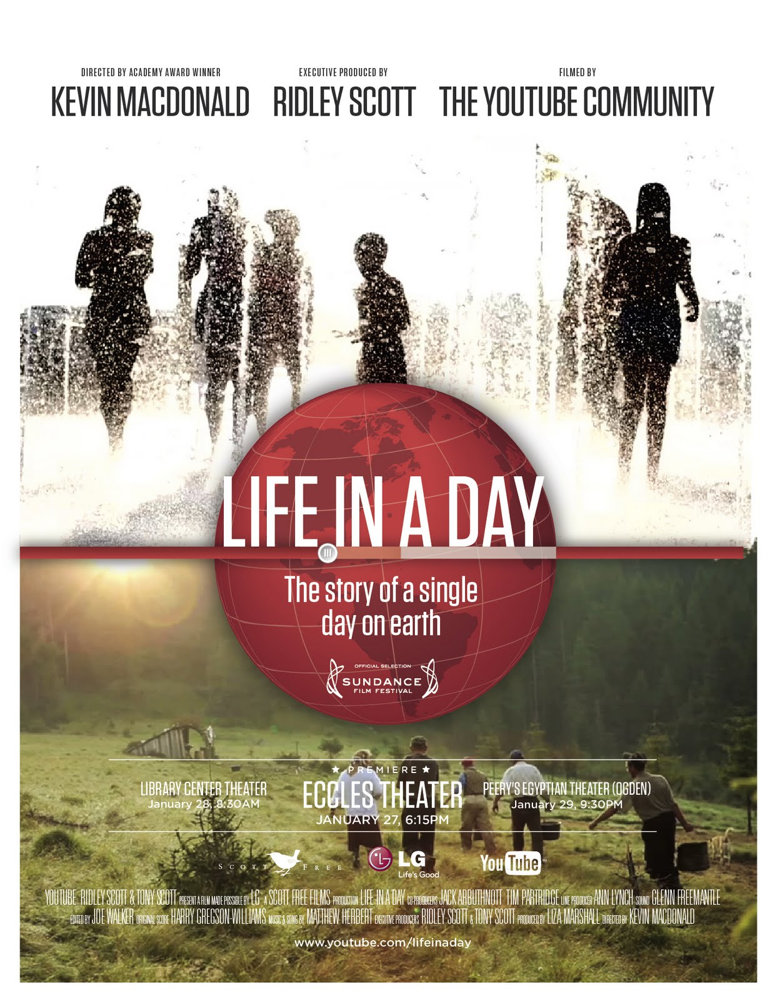 DIRECTED BY ACADEMY AWARD WINNER
KEVIN MACDONALD
EXECUTIVE PRODUCED BY
RIDLEY SCOTT
FILMED BY
THE YOUTUBE COMMUNITY
LIFE IN A DAY
The story of a single
day on earth
OFFICIAL SELECTION
SUNDANCE
FILM FESTIVAL
LIBRARY CENTER THEATER
January 28, 8:30AM
★ PREMIERE ★
ECCLES THEATER
JANUARY 27, 6:15PM
PEERY'S EGYPTIAN THEATER (OGDEN)
January 29, 9:30PM
SCOTT FREE
LG
Life's Good
YouTube™
YOUTUBE RIDLEY SCOTT & TONY SCOTT PRESENT A FILM MADE POSSIBLE BY LG A SCOTT FREE FILMS PRODUCTION LIFE IN A DAY CO-PRODUCERS JACK ARBUTHNOTT TIM PARTRIDGE LINE PRODUCER ANN LYNCH SOUND GLENN FREEMANTLE
EDITED BY JOE WALKER ORIGINAL SCORE HARRY GREGSON-WILLIAMS MUSIC & SONG BY MATTHEW HERBERT EXECUTIVE PRODUCERS RIDLEY SCOTT & TONY SCOTT PRODUCED BY LIZA MARSHALL DIRECTED BY KEVIN MACDONALD
www.youtube.com/lifeinaday